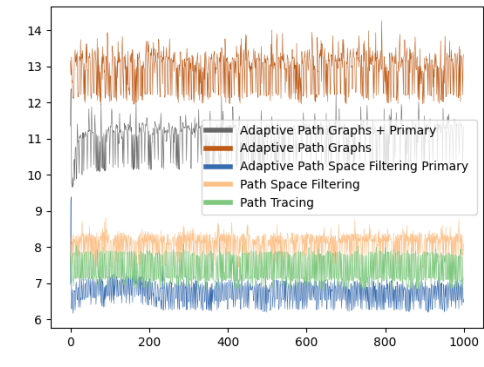 14
13
12
11
10
9
8
7
6
Adaptive Path Graphs + Primary
Adaptive Path Graphs
Adaptive Path Space Filtering Primary
Path Space Filtering
Path Tracing
0 200 400 600 800 1000